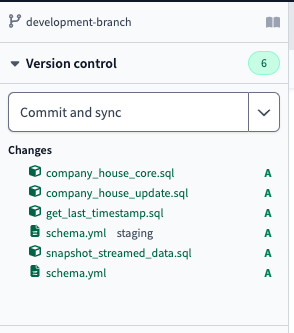 development-branch
Version control 6
Commit and sync
Changes
company_house_core.sql A
company_house_update.sql A
get_last_timestamp.sql A
schema.yml staging A
snapshot_streamed_data.sql A
schema.yml A